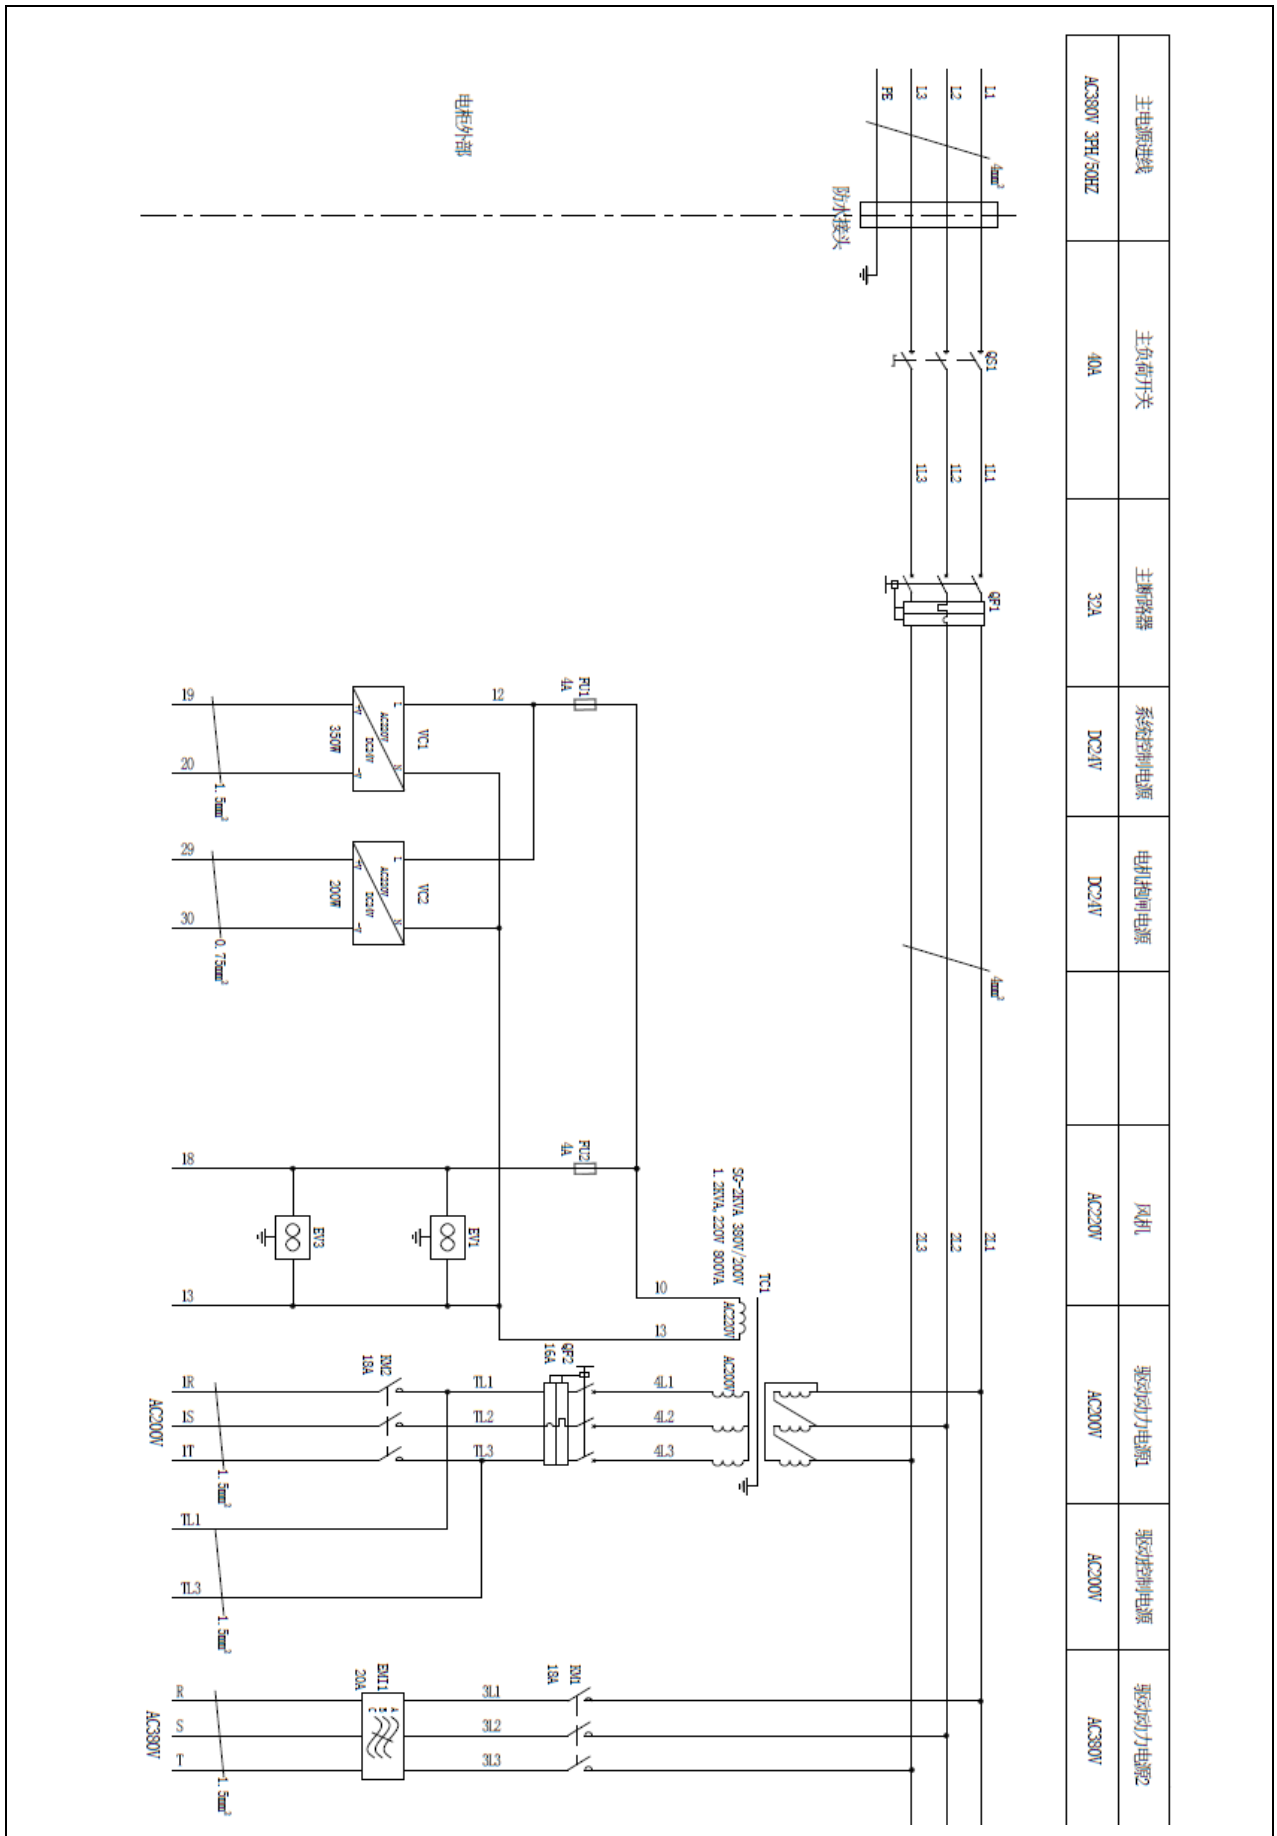 主电源进线
主负荷开关
主断路器
系统控制电源
电机抱闸电源
风机
驱动动力电源1
驱动控制电源
驱动动力电源2
AC380V 3PH/50HZ
40A
32A
DC24V
DC24V
AC220V
AC200V
AC200V
AC380V
L1
L2
L3
PE
4mm²
电柜外部
防水接头
QS1
1L1
1L2
1L3
QF1
4mm²
2L1
2L2
2L3
TC1
SG-2KVA 380V/200V
1.2KVA,220V 800VA
AC220V
AC200V
10
13
4L1
4L2
4L3
FU1
4A
FU2
4A
QF2
16A
12
TL1
TL2
TL3
KM1
18A
3L1
3L2
3L3
VC1
L
N
AC220V
DC24V
+V
-V
350W
VC2
L
N
AC220V
DC24V
+V
-V
200W
EV1
EV3
KM2
18A
EMI1
20A
A
B
C
19
20
1.5mm²
29
30
0.75mm²
18
13
1R
1S
1T
1.5mm²
AC200V
TL1
TL3
1.5mm²
R
S
T
1.5mm²
AC380V